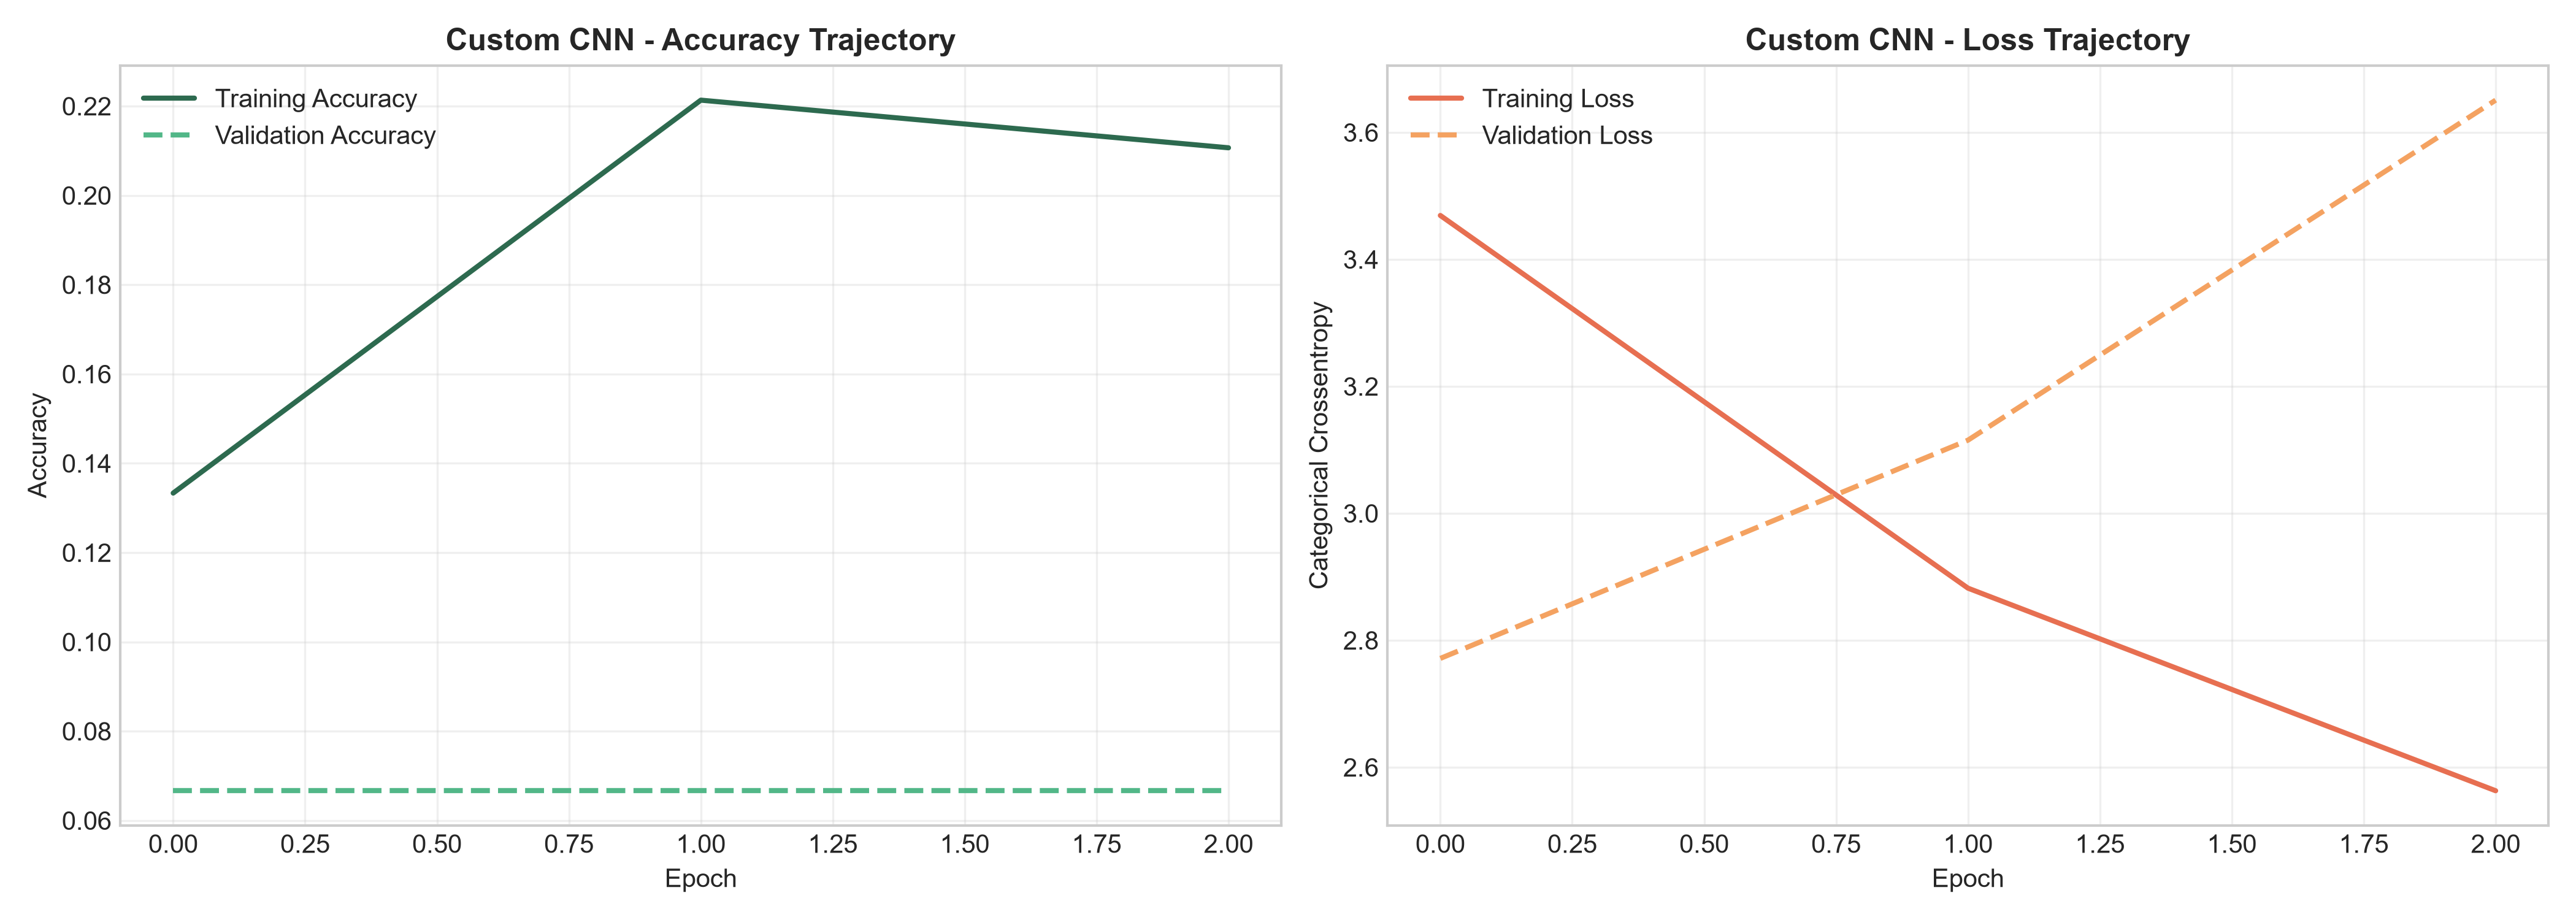 Custom CNN - Accuracy Trajectory
Training Accuracy
Validation Accuracy
0.22
0.20
0.18
0.16
0.14
0.12
0.10
0.08
0.06
Accuracy
0.00 0.25 0.50 0.75 1.00 1.25 1.50 1.75 2.00
Epoch
Custom CNN - Loss Trajectory
Training Loss
Validation Loss
3.6
3.4
3.2
3.0
2.8
2.6
Categorical Crossentropy
0.00 0.25 0.50 0.75 1.00 1.25 1.50 1.75 2.00
Epoch